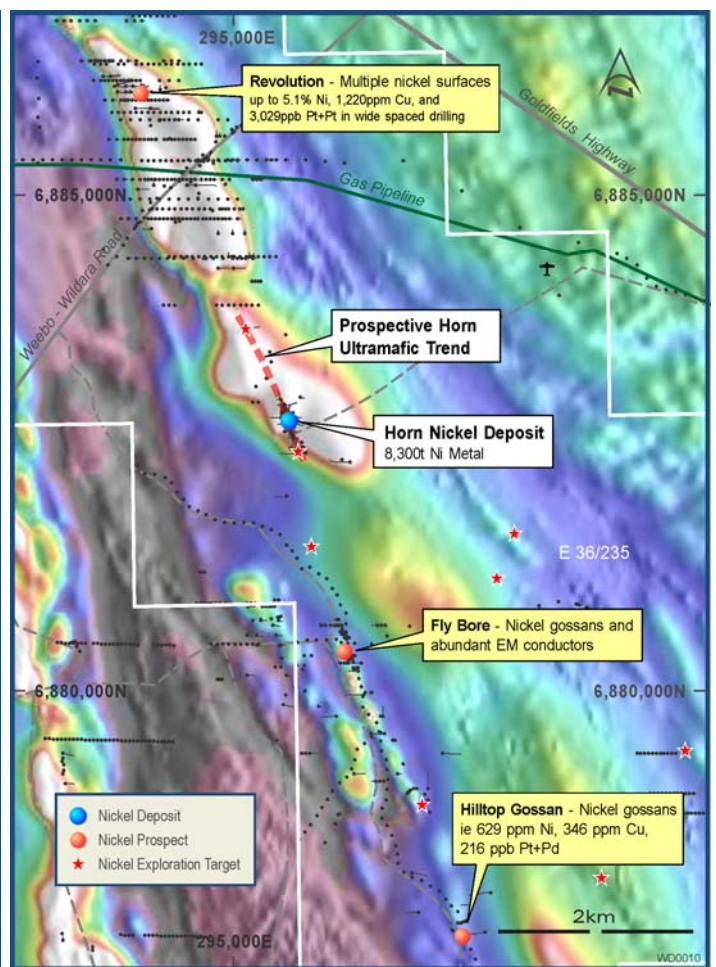 295,000E
Revolution - Multiple nickel surfaces
up to 5.1% Ni, 1,220ppm Cu, and
3,029ppb Pt+Pt in wide spaced drilling
Goldfields Highway
6,885,000N
Gas Pipeline
6,885,000N
Weebo - Wildara Road
Prospective Horn
Ultramafic Trend
Horn Nickel Deposit
8,300t Ni Metal
E 36/235
Fly Bore - Nickel gossans and
abundant EM conductors
6,880,000N
6,880,000N
Nickel Deposit
Nickel Prospect
Nickel Exploration Target
Hilltop Gossan - Nickel gossans
ie 629 ppm Ni, 346 ppm Cu,
216 ppb Pt+Pd
2km
295,000E
WD0010